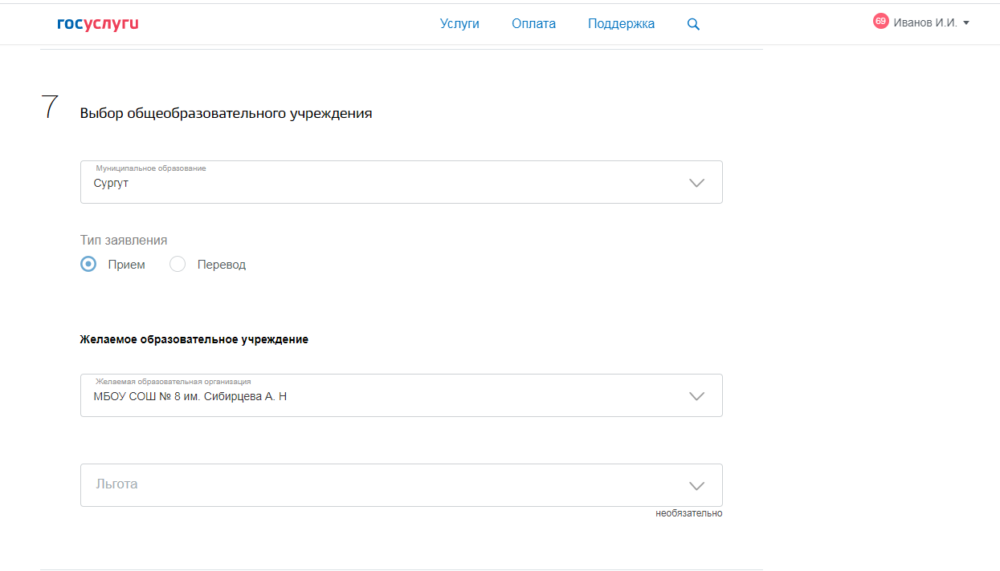 госуслуги Услуги Оплата Поддержка 69 Иванов И.И.
7 Выбор общеобразовательного учреждения
Муниципальное образование
Сургут
Тип заявления
Прием Перевод
Желаемое образовательное учреждение
Желаемая образовательная организация
МБОУ СОШ № 8 им. Сибирцева А. Н
Льгота
необязательно